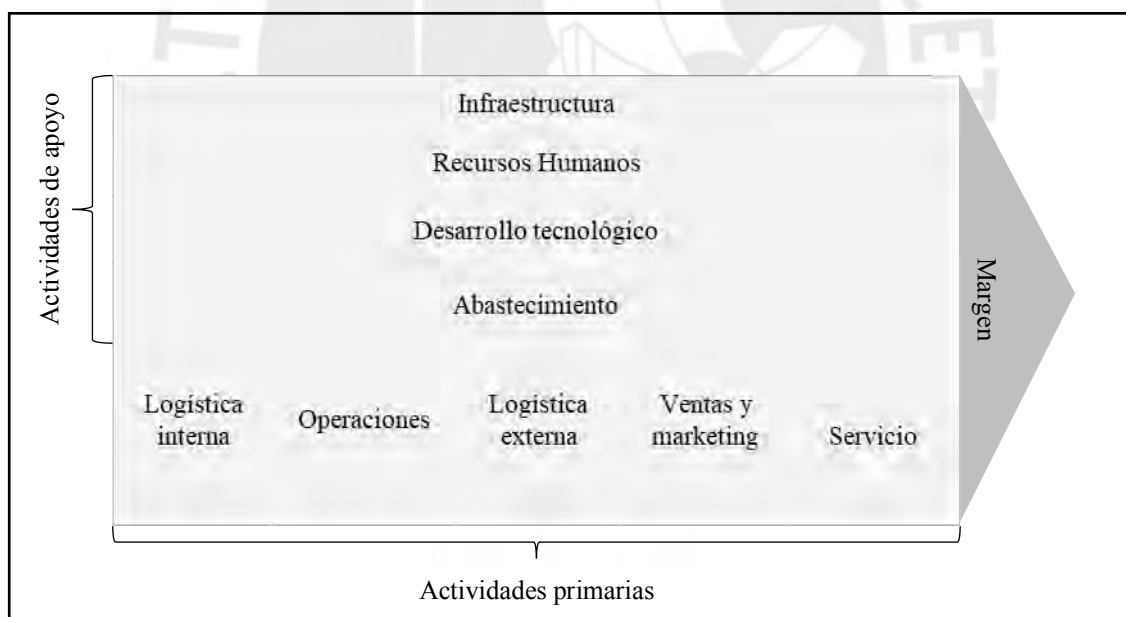 Actividades de apoyo
Infraestructura
Recursos Humanos
Desarrollo tecnológico
Abastecimiento
Margen
Logística
interna
Operaciones
Logística
externa
Ventas y
marketing
Servicio
Actividades primarias